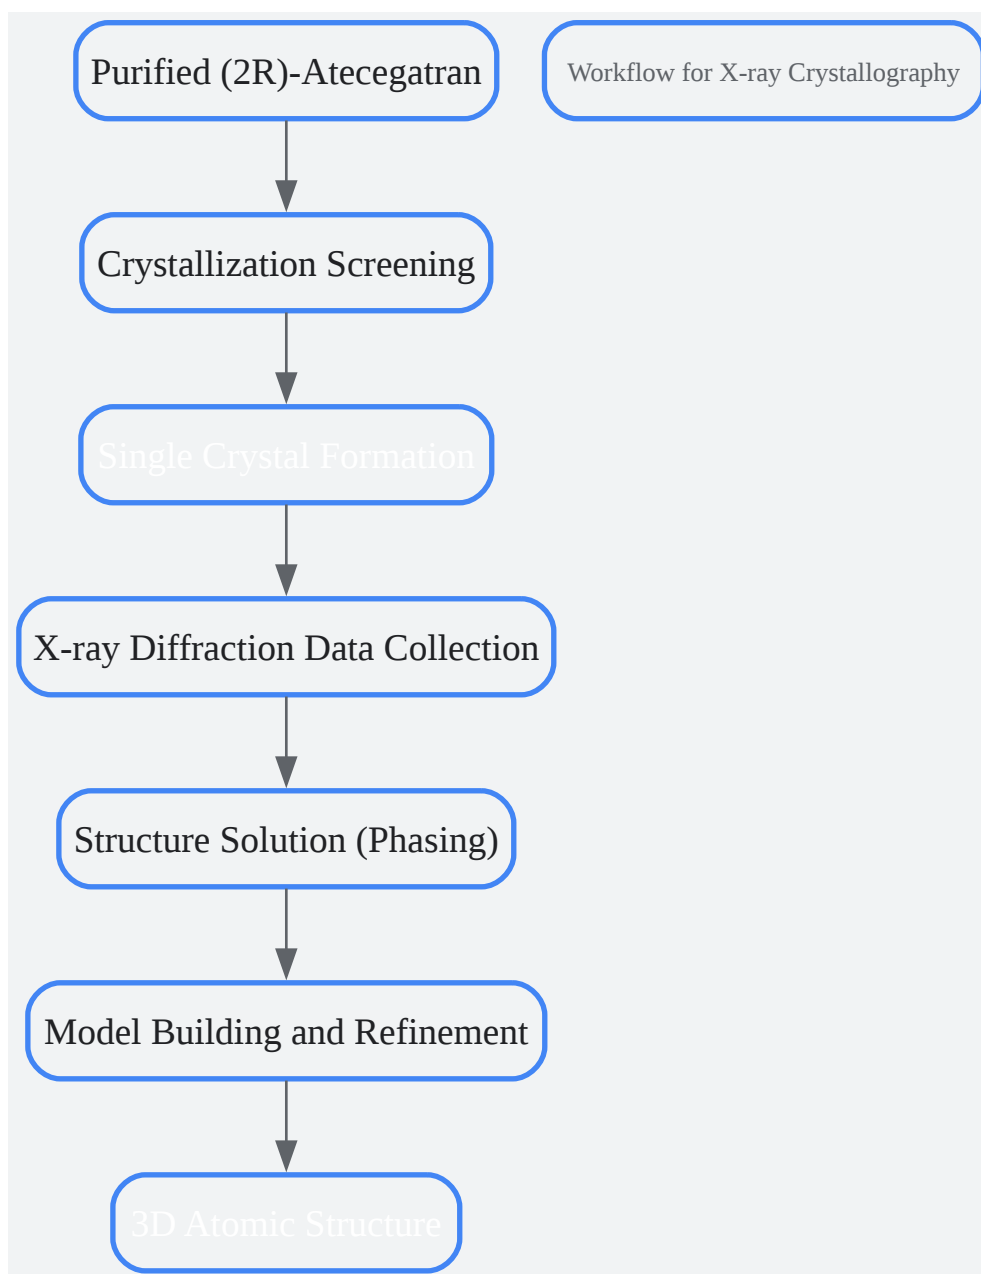 Purified (2R)-Atecegatran
Workflow for X-ray Crystallography
Crystallization Screening
Single Crystal Formation
X-ray Diffraction Data Collection
Structure Solution (Phasing)
Model Building and Refinement
3D Atomic Structure